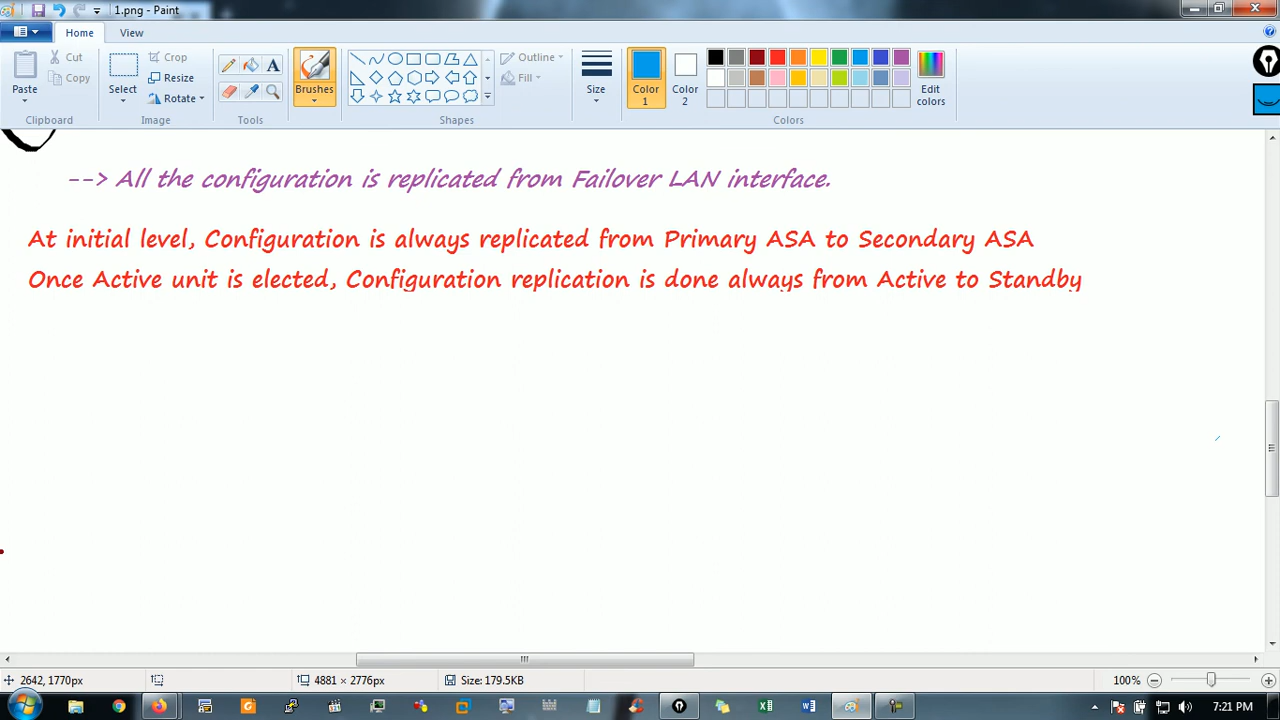 1.png - Paint
Home
View
Paste
Cut
Copy
Clipboard
Select
Crop
Resize
Rotate
Image
A
Tools
Brushes
Outline
Fill
Shapes
Size
Color
1
Color
2
Edit
colors
Colors
--> All the configuration is replicated from Failover LAN interface.
At initial level, Configuration is always replicated from Primary ASA to Secondary ASA
Once Active unit is elected, Configuration replication is done always from Active to Standby
2642, 1770px
4881 × 2776px
Size: 179.5KB
100%
7:21 PM